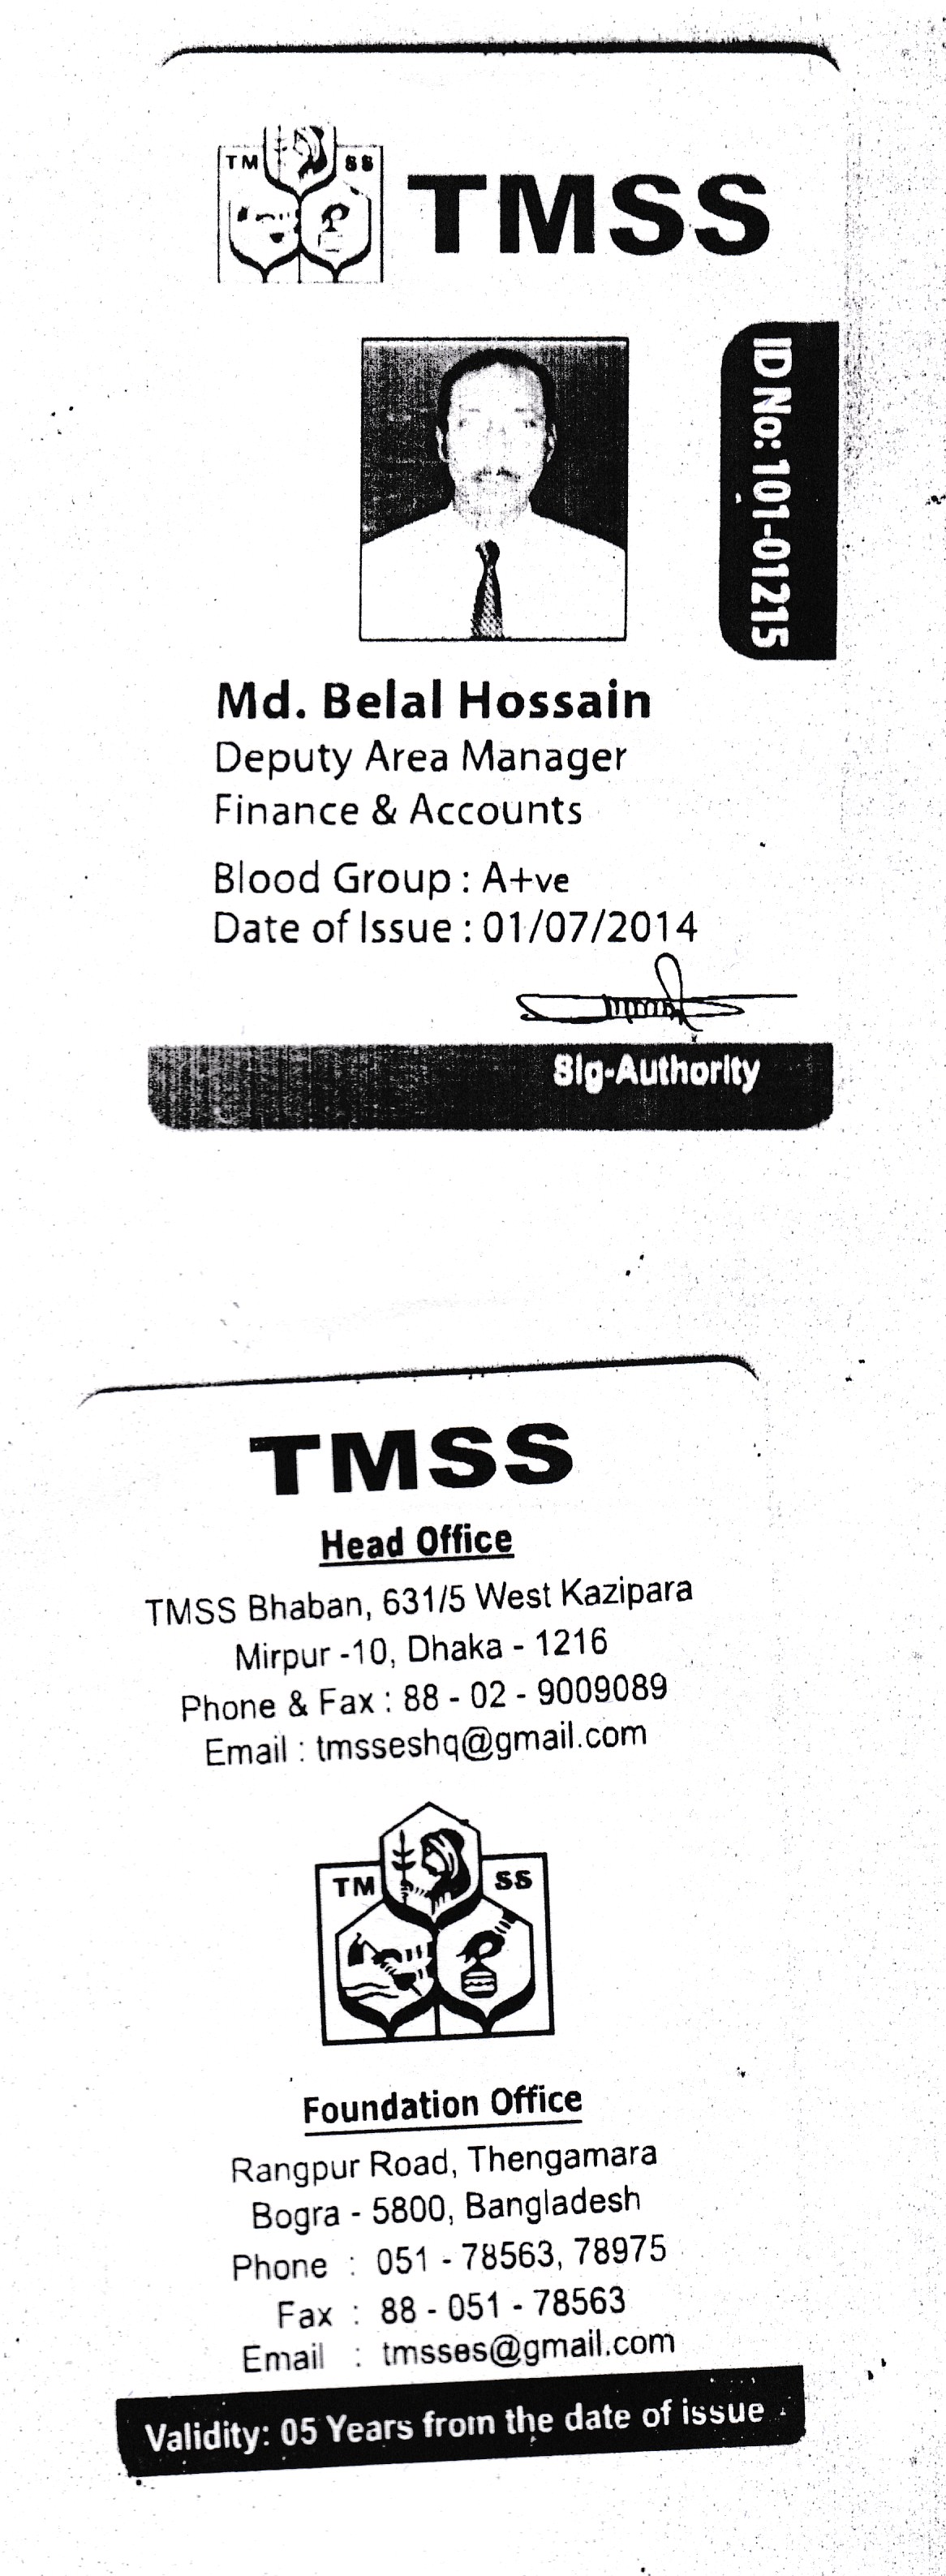 TM SS
TMSS
ID No: 101-01215
Md. Belal Hossain
Deputy Area Manager
Finance & Accounts
Blood Group : A+ve
Date of Issue : 01/07/2014
Sig-Authority
TMSS
Head Office
TMSS Bhaban, 631/5 West Kazipara
Mirpur -10, Dhaka - 1216
Phone & Fax : 88 - 02 - 9009089
Email : tmsseshq@gmail.com
TM SS
Foundation Office
Rangpur Road, Thengamara
Bogra - 5800, Bangladesh
Phone : 051 - 78563, 78975
Fax : 88 - 051 - 78563
Email : tmsses@gmail.com
Validity: 05 Years from the date of issue